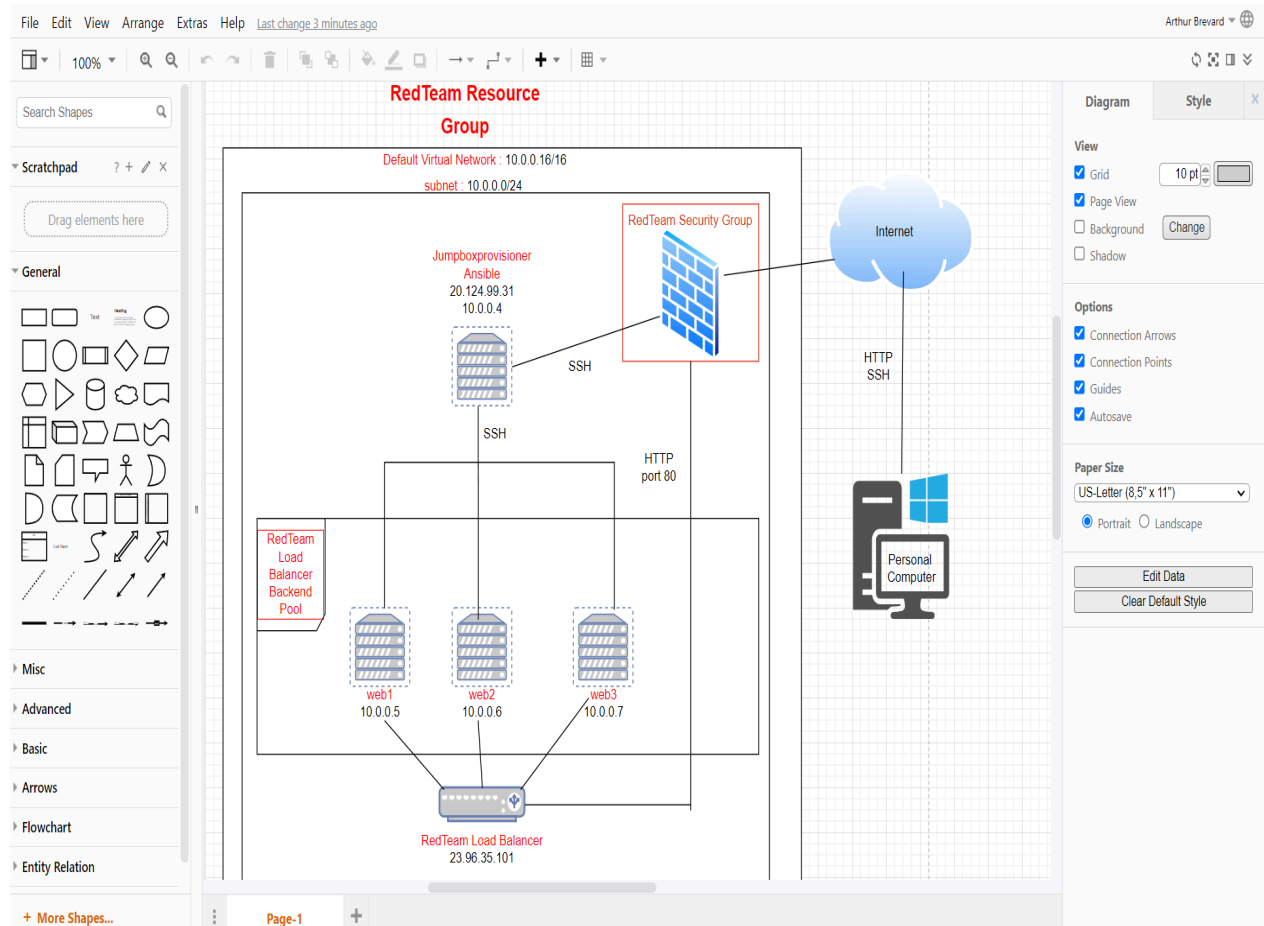 File Edit View Arrange Extras Help Last change 3 minutes ago
Arthur Brevard
100%
Search Shapes
Scratchpad
? + X
Drag elements here
General
Text
Heading
List Item
Misc
Advanced
Basic
Arrows
Flowchart
Entity Relation
+ More Shapes...
RedTeam Resource
Group
Default Virtual Network : 10.0.0.16/16
subnet : 10.0.0.0/24
RedTeam Security Group
Jumpboxprovisioner
Ansible
20.124.99.31
10.0.0.4
SSH
SSH
HTTP
port 80
RedTeam
Load
Balancer
Backend
Pool
web1
10.0.0.5
web2
10.0.0.6
web3
10.0.0.7
RedTeam Load Balancer
23.96.35.101
Internet
HTTP
SSH
Personal
Computer
Page-1
+
Diagram
Style
X
View
Grid
10 pt
Page View
Background
Change
Shadow
Options
Connection Arrows
Connection Points
Guides
Autosave
Paper Size
US-Letter (8,5" x 11")
Portrait
Landscape
Edit Data
Clear Default Style